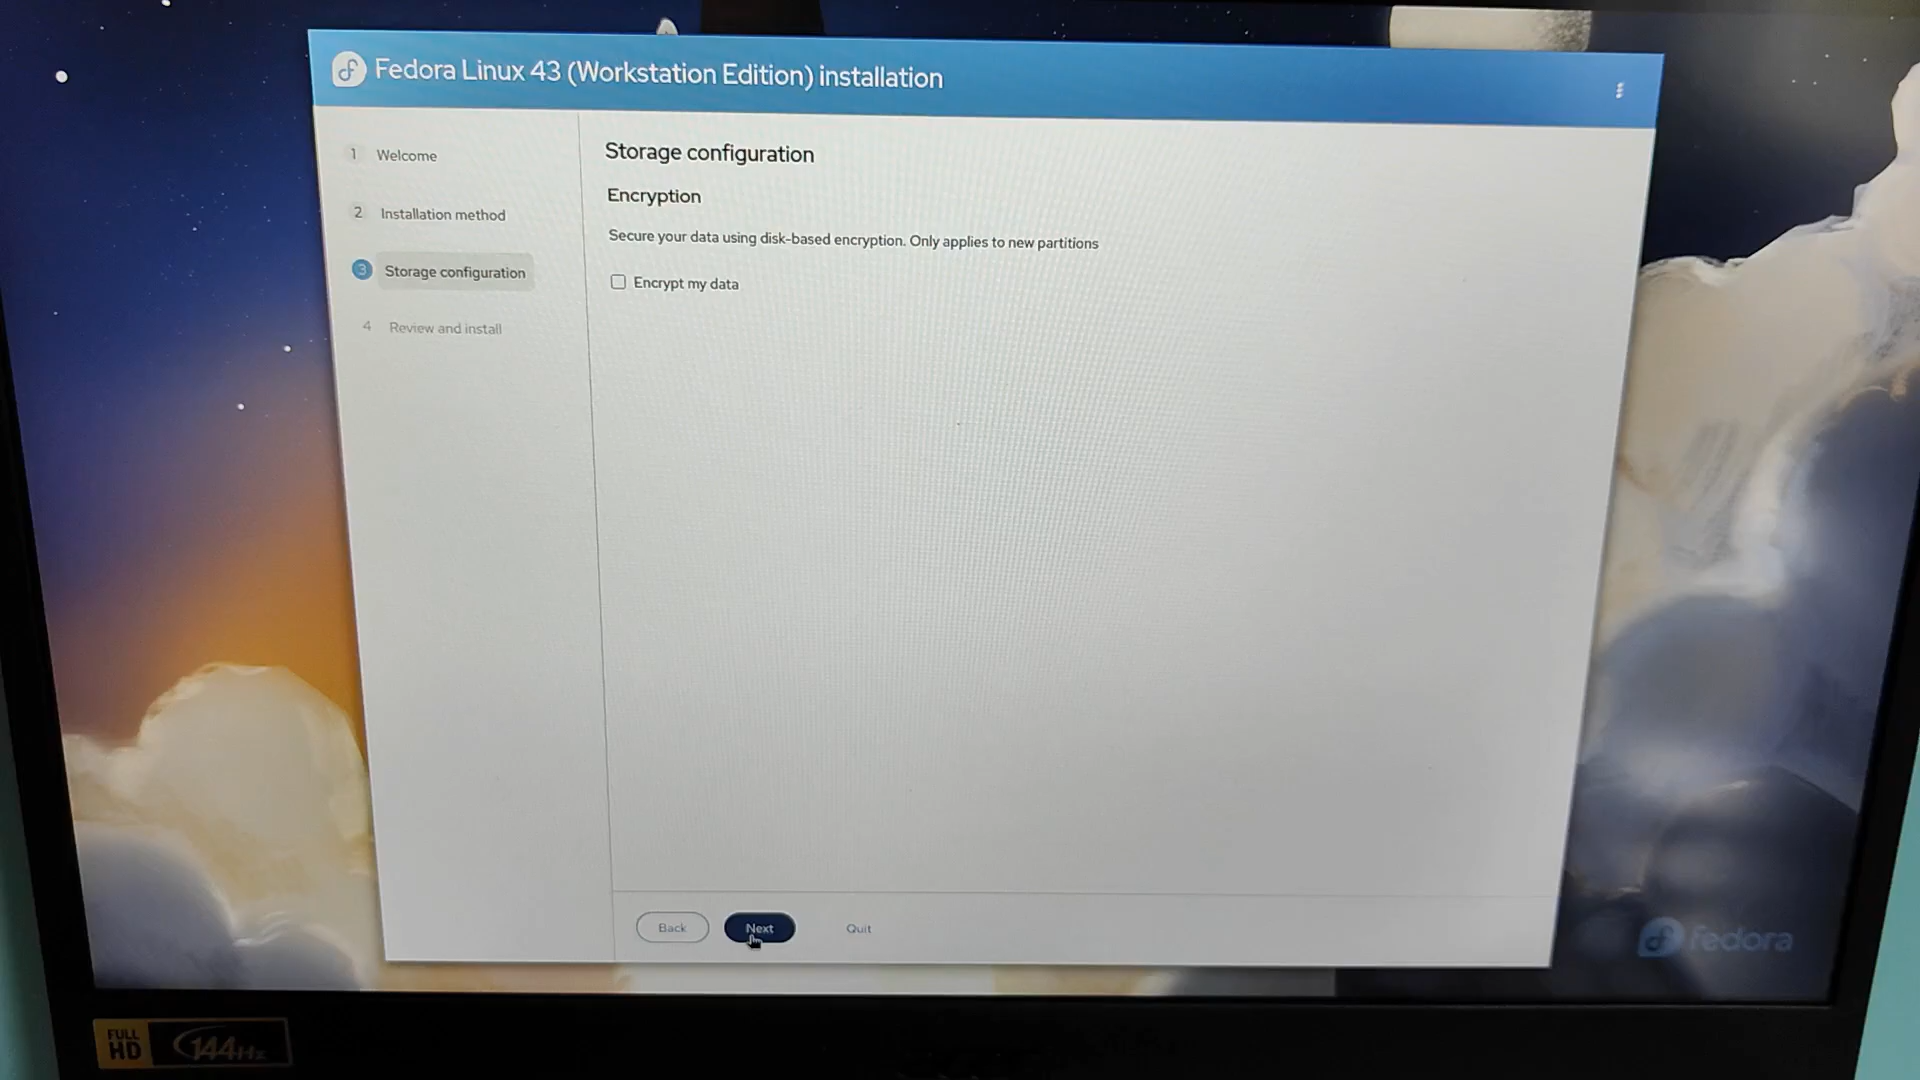 Fedora Linux 43 (Workstation Edition) installation
1 Welcome
2 Installation method
3 Storage configuration
4 Review and install
Storage configuration
Encryption
Secure your data using disk-based encryption. Only applies to new partitions
Encrypt my data
Back
Next
Quit
fedora
FULL
HD
144Hz